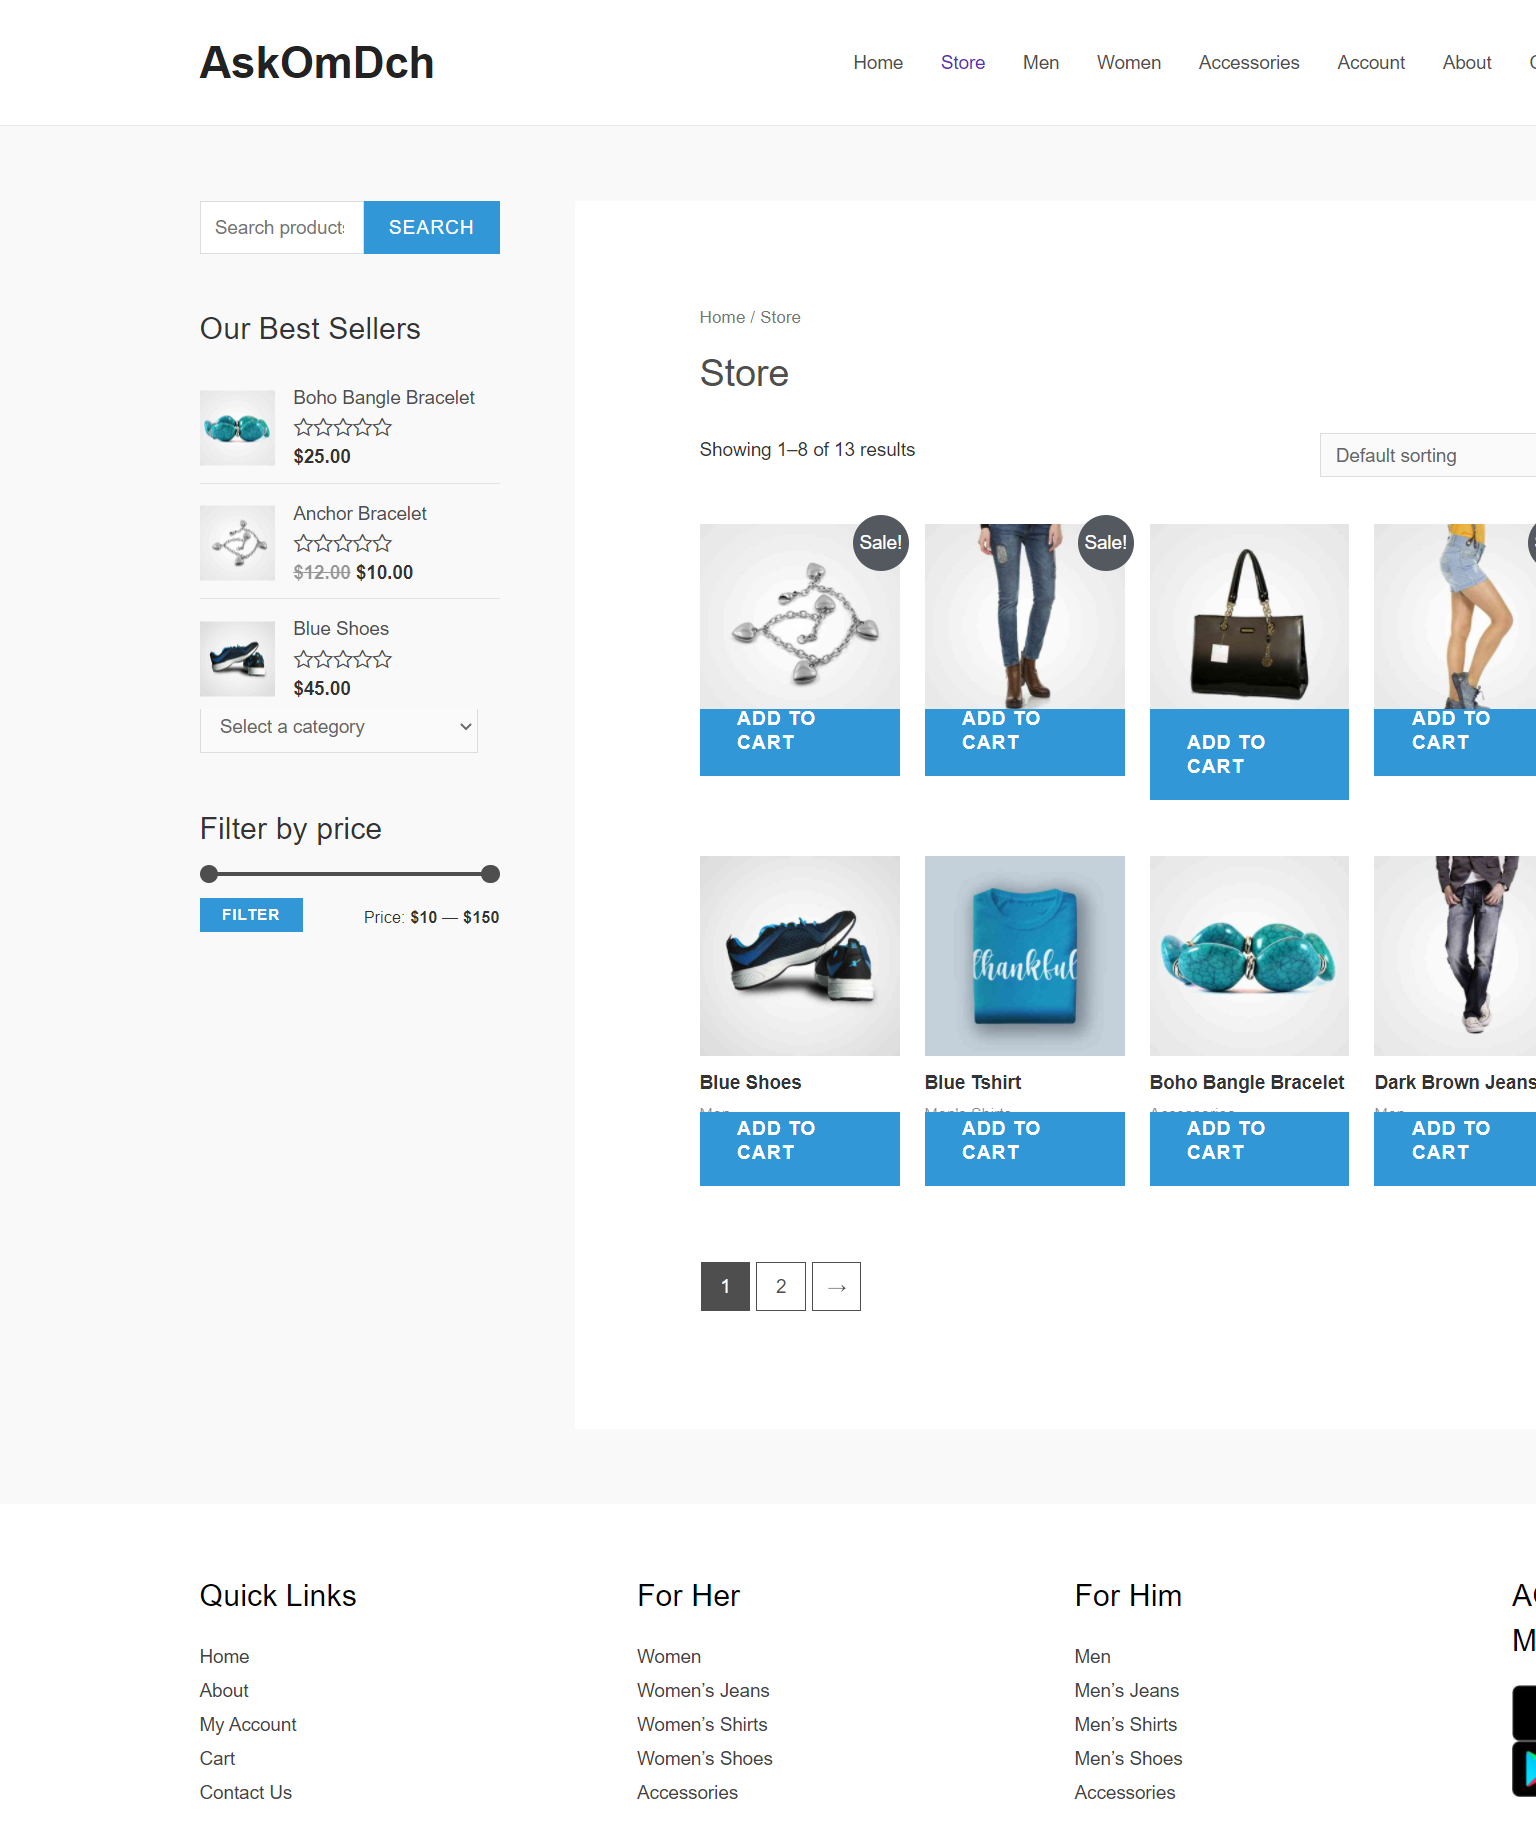 AskOmDch
Home Store Men Women Accessories Account About
Search products SEARCH
Our Best Sellers
Boho Bangle Bracelet
$25.00
Anchor Bracelet
$12.00 $10.00
Blue Shoes
$45.00
Select a category
Filter by price
FILTER Price: $10 — $150
Home / Store
Store
Showing 1–8 of 13 results
Default sorting
Sale! Sale!
ADD TO CART
ADD TO CART
ADD TO CART
ADD TO CART
thankful
Blue Shoes
Men
ADD TO CART
Blue Tshirt
Men's Shirts
ADD TO CART
Boho Bangle Bracelet
Accessories
ADD TO CART
Dark Brown Jeans
Men
ADD TO CART
1 2 →
Quick Links
Home
About
My Account
Cart
Contact Us
For Her
Women
Women’s Jeans
Women’s Shirts
Women’s Shoes
Accessories
For Him
Men
Men’s Jeans
Men’s Shirts
Men’s Shoes
Accessories